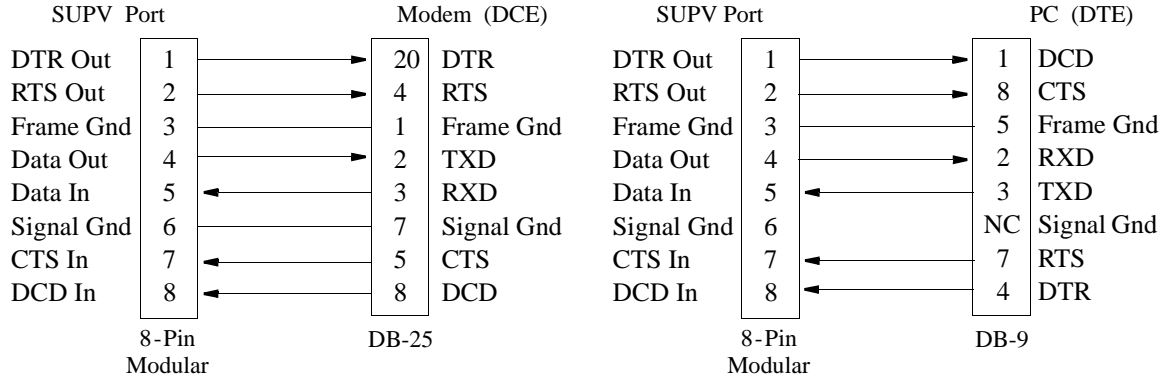 SUPV Port Modem (DCE)
DTR Out 1 20 DTR
RTS Out 2 4 RTS
Frame Gnd 3 1 Frame Gnd
Data Out 4 2 TXD
Data In 5 3 RXD
Signal Gnd 6 7 Signal Gnd
CTS In 7 5 CTS
DCD In 8 8 DCD
8-Pin DB-25
Modular
SUPV Port PC (DTE)
DTR Out 1 1 DCD
RTS Out 2 8 CTS
Frame Gnd 3 5 Frame Gnd
Data Out 4 2 RXD
Data In 5 3 TXD
Signal Gnd 6 NC Signal Gnd
CTS In 7 7 RTS
DCD In 8 4 DTR
8-Pin DB-9
Modular